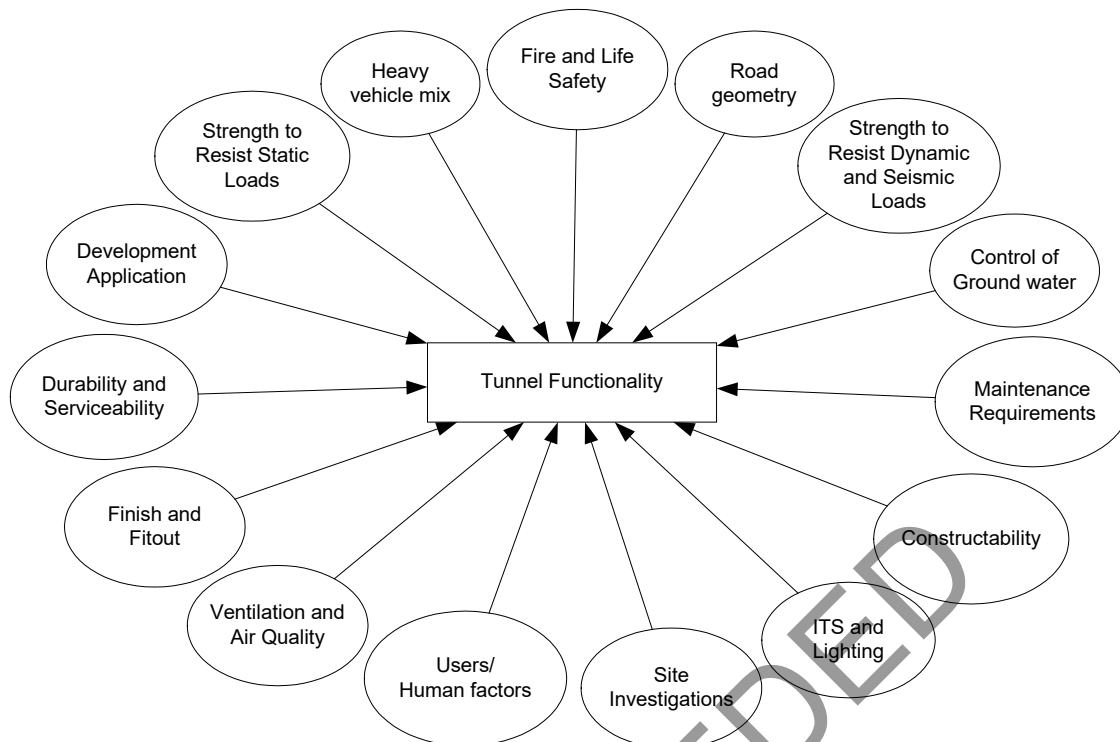 Fire and Life
Safety
Heavy
vehicle mix
Road
geometry
Strength to
Resist Static
Loads
Strength to
Resist Dynamic
and Seismic
Loads
Development
Application
Control of
Ground water
Tunnel Functionality
Durability and
Serviceability
Maintenance
Requirements
Finish and
Fitout
Constructability
Ventilation and
Air Quality
ITS and
Lighting
Users/
Human factors
Site
Investigations